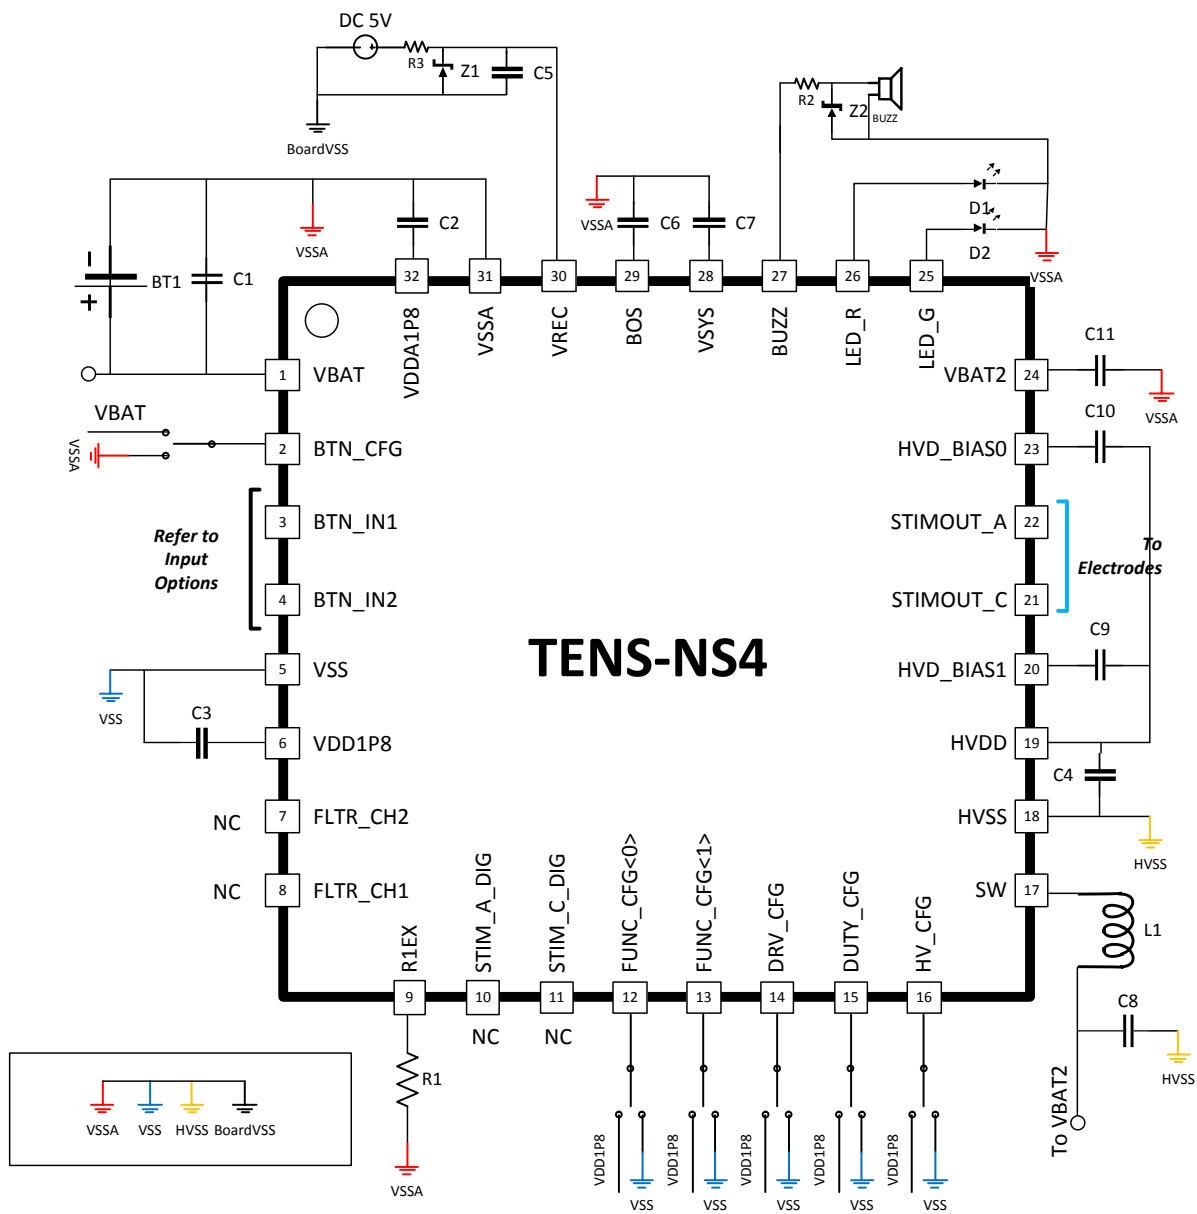 DC 5V
R3
Z1
C5
BoardVSS
R2
Z2
BUZZ
VSSA
C2
VSSA
C6
C7
D1
D2
VSSA
BT1
C1
32
31
30
29
28
27
26
25
VDDA1P8
VSSA
VREC
BOS
VSYS
BUZZ
LED_R
LED_G
1
VBAT
VBAT
VSSA
2
BTN_CFG
Refer to
Input
Options
3
BTN_IN1
4
BTN_IN2
VSS
5
VSS
C3
6
VDD1P8
NC
7
FLTR_CH2
NC
8
FLTR_CH1
TENS-NS4
VBAT2
24
C11
VSSA
HVD_BIAS0
23
C10
STIMOUT_A
22
To
Electrodes
STIMOUT_C
21
HVD_BIAS1
20
C9
HVDD
19
C4
HVSS
18
HVSS
SW
17
L1
C8
HVSS
To VBAT2
R1EX
STIM_A_DIG
STIM_C_DIG
FUNC_CFG<0>
FUNC_CFG<1>
DRV_CFG
DUTY_CFG
HV_CFG
9
10
11
12
13
14
15
16
NC
NC
R1
VSSA
VDD1P8
VSS
VDD1P8
VSS
VDD1P8
VSS
VDD1P8
VSS
VDD1P8
VSS
VSSA
VSS
HVSS
BoardVSS